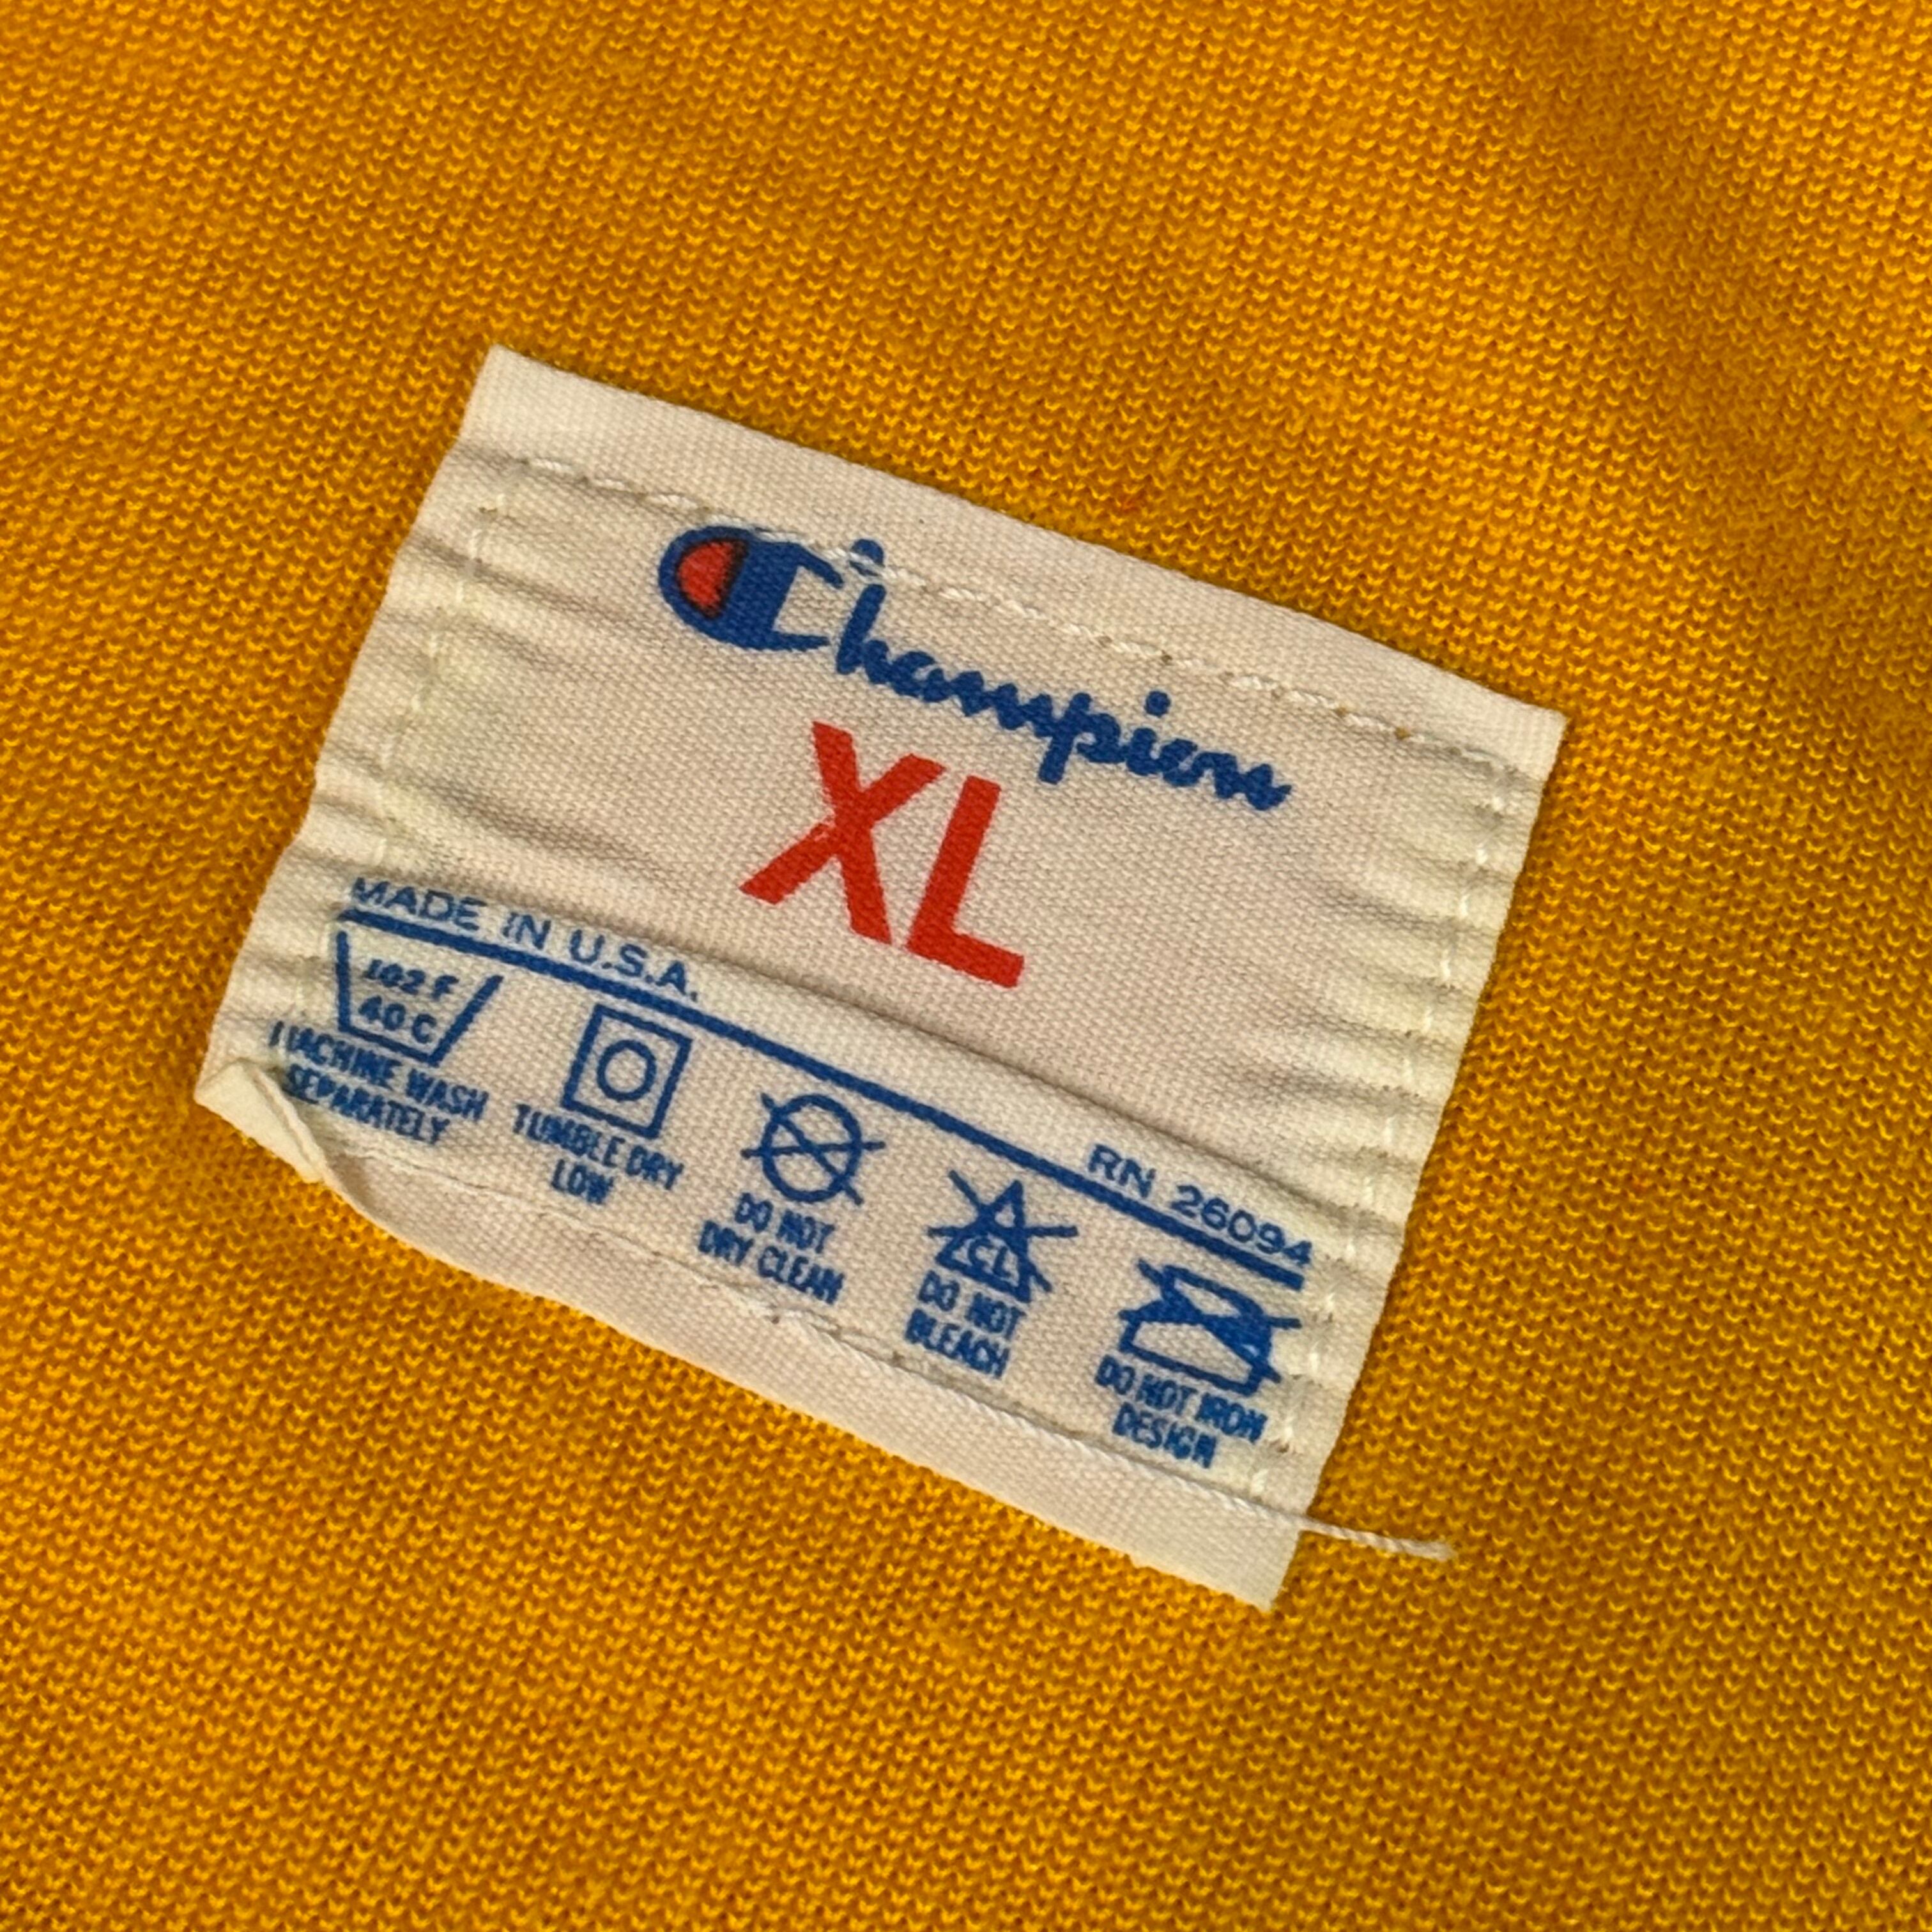 Champion
XL
MADE IN U.S.A.
RN 26094
102 F
40 C
MACHINE WASH
SEPARATELY
TUMBLE DRY
LOW
DO NOT
DRY CLEAN
CL
DO NOT
BLEACH
DO NOT IRON
DESIGN